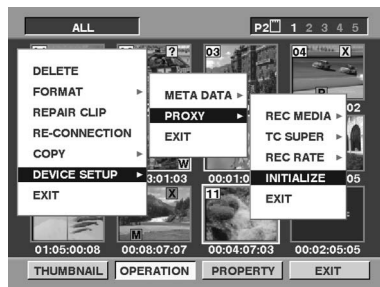 ALL
P2 1 2 3 4 5
? 03 04 X
DELETE
FORMAT
REPAIR CLIP
RE-CONNECTION
COPY
DEVICE SETUP
EXIT
META DATA
PROXY
EXIT
REC MEDIA
TC SUPER
REC RATE
INITIALIZE
EXIT
02
W
3:01:03 00:01:0 05
X 11
M
01:05:00:08 00:08:07:07 00:04:07:03 00:02:05:05
THUMBNAIL OPERATION PROPERTY EXIT